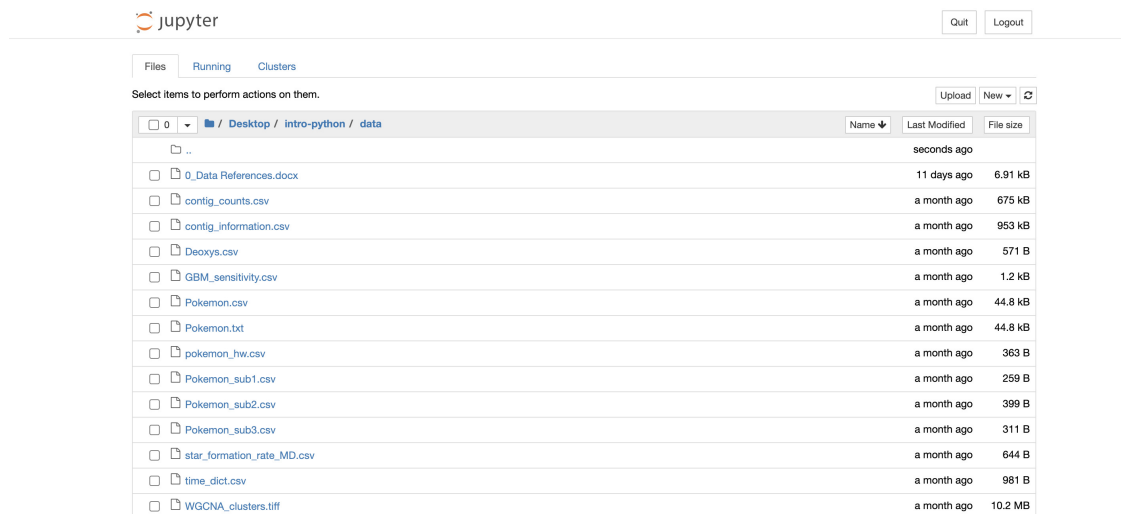 jupyter Quit Logout
Files Running Clusters
Select items to perform actions on them. Upload New
0 / Desktop / intro-python / data Name Last Modified File size
.. seconds ago
0_Data References.docx 11 days ago 6.91 kB
contig_counts.csv a month ago 675 kB
contig_information.csv a month ago 953 kB
Deoxys.csv a month ago 571 B
GBM_sensitivity.csv a month ago 1.2 kB
Pokemon.csv a month ago 44.8 kB
Pokemon.txt a month ago 44.8 kB
pokemon_hw.csv a month ago 363 B
Pokemon_sub1.csv a month ago 259 B
Pokemon_sub2.csv a month ago 399 B
Pokemon_sub3.csv a month ago 311 B
star_formation_rate_MD.csv a month ago 644 B
time_dict.csv a month ago 981 B
WGCNA_clusters.tiff a month ago 10.2 MB